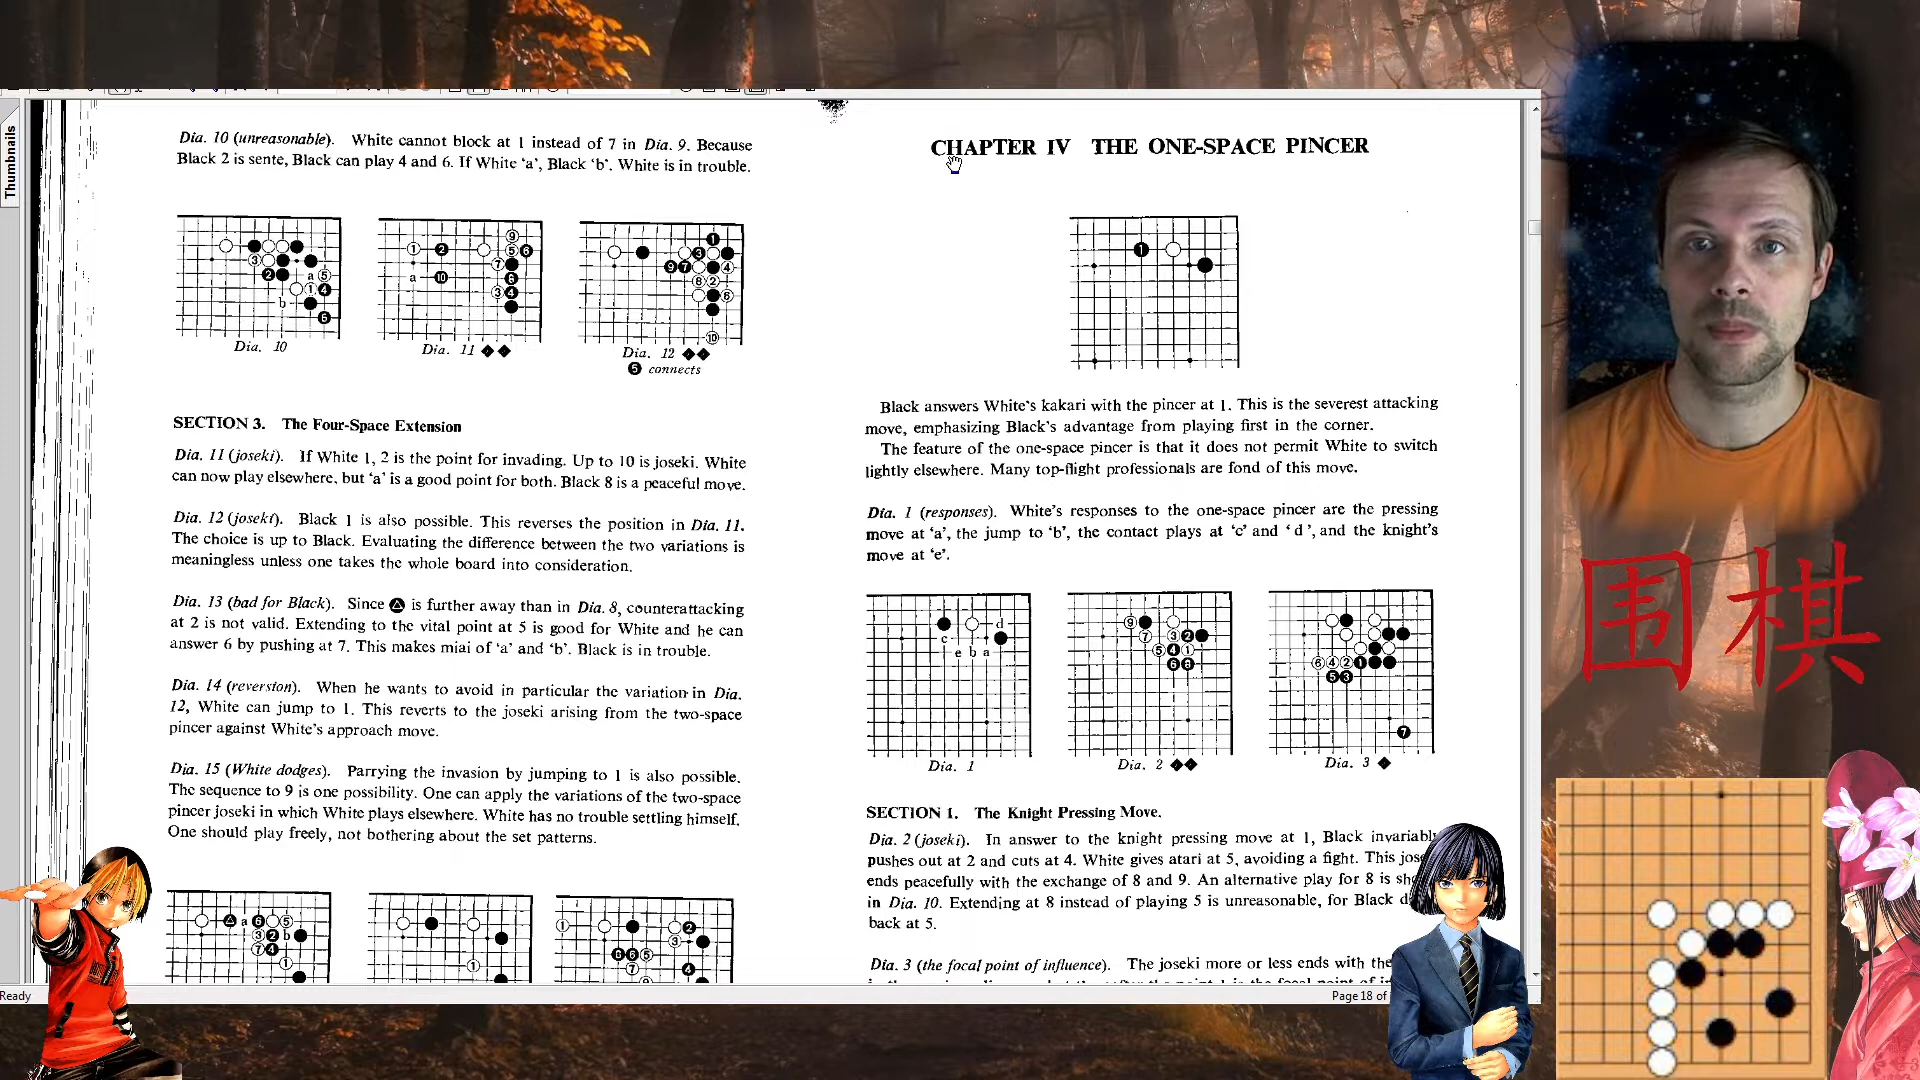 Thumbnails
Dia. 10 (unreasonable). White cannot block at 1 instead of 7 in Dia. 9. Because
Black 2 is sente, Black can play 4 and 6. If White ‘a’, Black ‘b’. White is in trouble.
Dia. 10
Dia. 11 ◆◆
Dia. 12 ◆◆
❺ connects
SECTION 3. The Four-Space Extension
Dia. 11 (joseki). If White 1, 2 is the point for invading. Up to 10 is joseki. White
can now play elsewhere, but ‘a’ is a good point for both. Black 8 is a peaceful move.
Dia. 12 (joseki). Black 1 is also possible. This reverses the position in Dia. 11.
The choice is up to Black. Evaluating the difference between the two variations is
meaningless unless one takes the whole board into consideration.
Dia. 13 (bad for Black). Since is further away than in Dia. 8, counterattacking
at 2 is not valid. Extending to the vital point at 5 is good for White and he can
answer 6 by pushing at 7. This makes miai of ‘a’ and ‘b’. Black is in trouble.
Dia. 14 (reversion). When he wants to avoid in particular the variation in Dia.
12, White can jump to 1. This reverts to the joseki arising from the two-space
pincer against White's approach move.
Dia. 15 (White dodges). Parrying the invasion by jumping to 1 is also possible.
The sequence to 9 is one possibility. One can apply the variations of the two-space
pincer joseki in which White plays elsewhere. White has no trouble settling himself.
One should play freely, not bothering about the set patterns.
CHAPTER IV THE ONE-SPACE PINCER
Black answers White's kakari with the pincer at 1. This is the severest attacking
move, emphasizing Black's advantage from playing first in the corner.
The feature of the one-space pincer is that it does not permit White to switch
lightly elsewhere. Many top-flight professionals are fond of this move.
Dia. 1 (responses). White's responses to the one-space pincer are the pressing
move at ‘a’, the jump to ‘b’, the contact plays at ‘c’ and ‘d’, and the knight's
move at ‘e’.
Dia. 1
Dia. 2 ◆◆
Dia. 3 ◆
SECTION 1. The Knight Pressing Move.
Dia. 2 (joseki). In answer to the knight pressing move at 1, Black
pushes out at 2 and cuts at 4. White gives atari at 5, avoiding a fight. This
ends peacefully with the exchange of 8 and 9. An alternative play for 8 is
in Dia. 10. Extending at 8 instead of playing 5 is unreasonable, for Black
back at 5.
Dia. 3 (the focal point of influence). The joseki more or less ends with the
Ready
Page 18 of
围棋